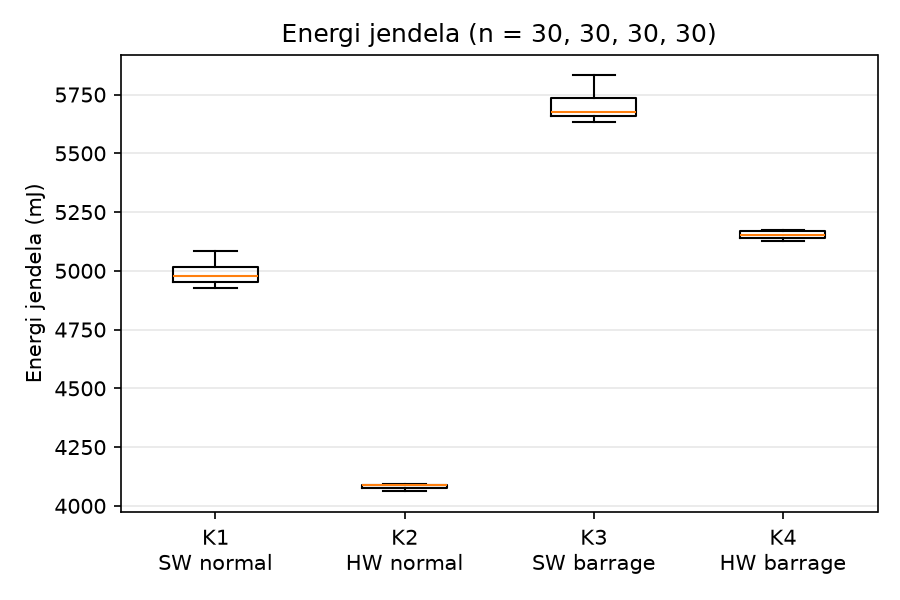 Energi jendela (n = 30, 30, 30, 30)
Energi jendela (mJ)
5750
5500
5250
5000
4750
4500
4250
4000
K1
SW normal
K2
HW normal
K3
SW barrage
K4
HW barrage